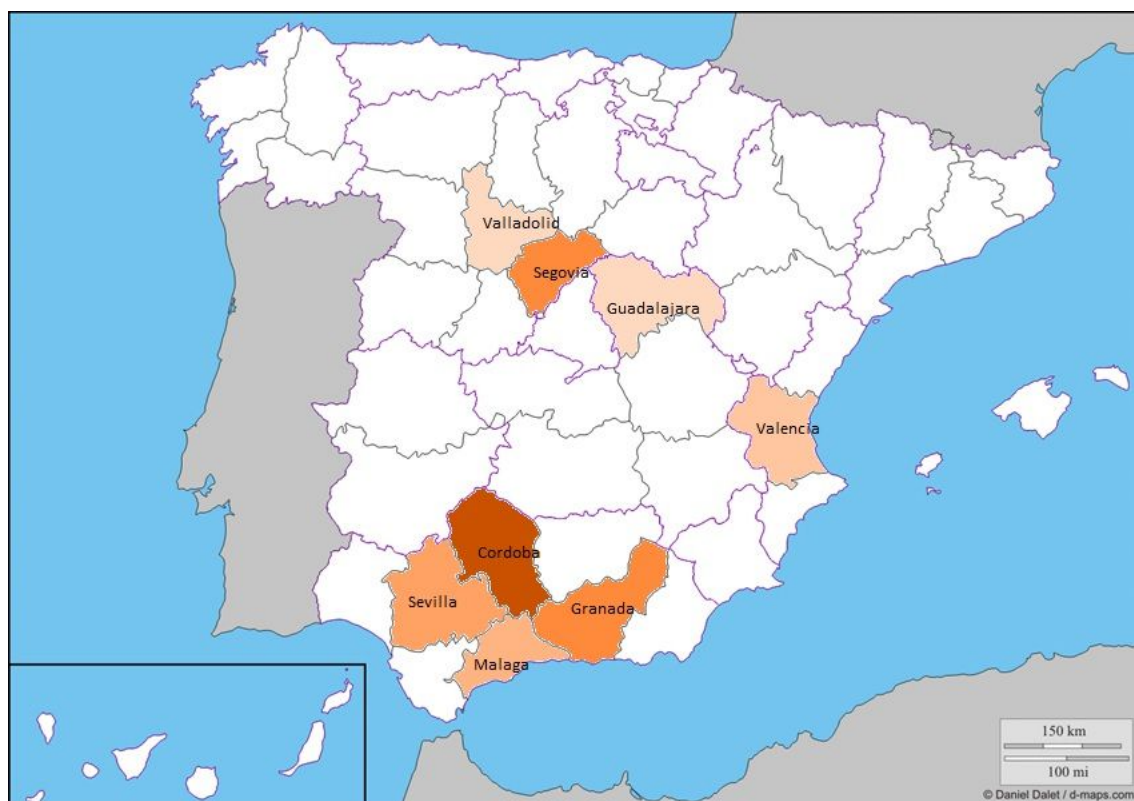 Valladolid
Segovia
Guadalajara
Valencia
Cordoba
Sevilla
Granada
Malaga
150 km
100 mi
© Daniel Dalet / d-maps.com